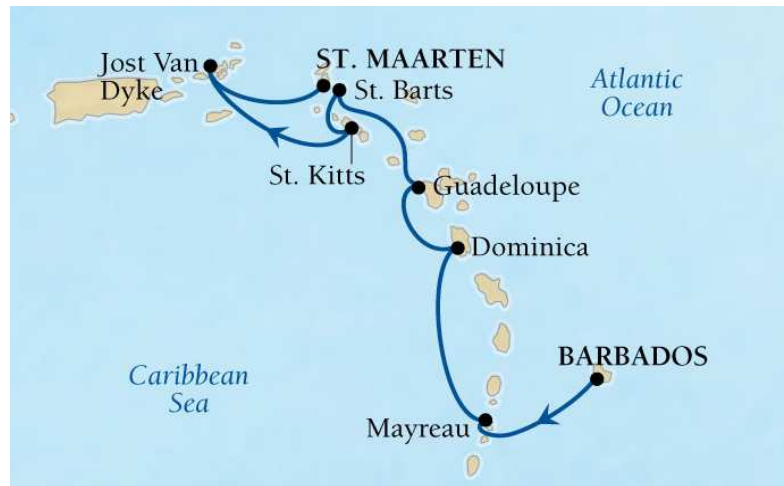 Jost Van
Dyke
ST. MAARTEN
St. Barts
Atlantic
Ocean
St. Kitts
Guadeloupe
Dominica
BARBADOS
Caribbean
Sea
Mayreau